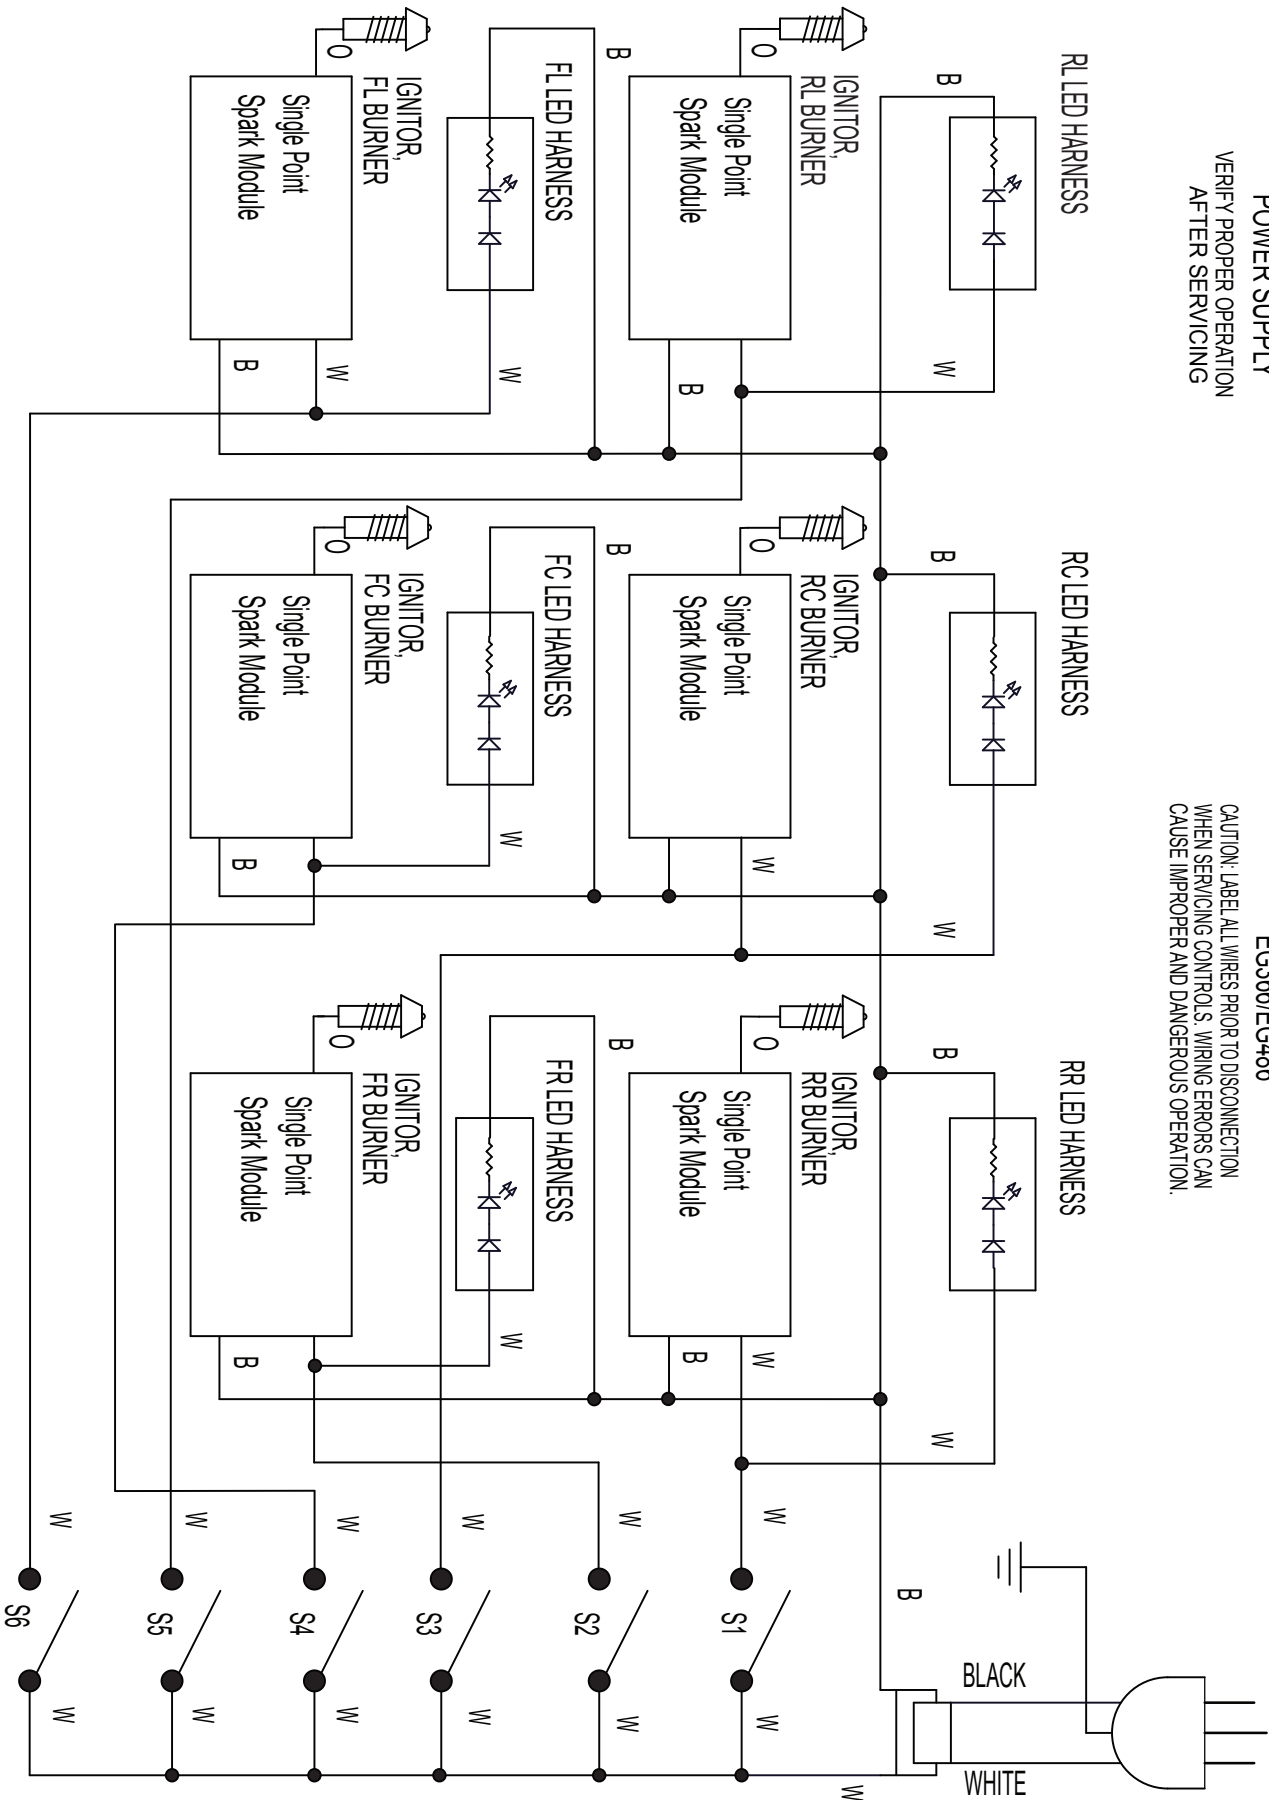 POWER SUPPLY
VERIFY PROPER OPERATION
AFTER SERVICING
EG366/EG486
CAUTION: LABEL ALL WIRES PRIOR TO DISCONNECTION
WHEN SERVICING CONTROLS. WIRING ERRORS CAN
CAUSE IMPROPER AND DANGEROUS OPERATION.
RL LED HARNESS
RC LED HARNESS
RR LED HARNESS
BLACK
WHITE
B
W
B
W
B
W
B
W
IGNITOR,
RL BURNER
O
Single Point
Spark Module
B
IGNITOR,
RC BURNER
O
Single Point
Spark Module
W
IGNITOR,
RR BURNER
O
Single Point
Spark Module
W
B
B
FL LED HARNESS
W
B
FC LED HARNESS
W
B
FR LED HARNESS
W
IGNITOR,
FL BURNER
O
Single Point
Spark Module
W
B
IGNITOR,
FC BURNER
O
Single Point
Spark Module
B
IGNITOR,
FR BURNER
O
Single Point
Spark Module
B
W
S1
W
W
S2
W
W
S3
W
W
S4
W
W
S5
W
W
S6
W